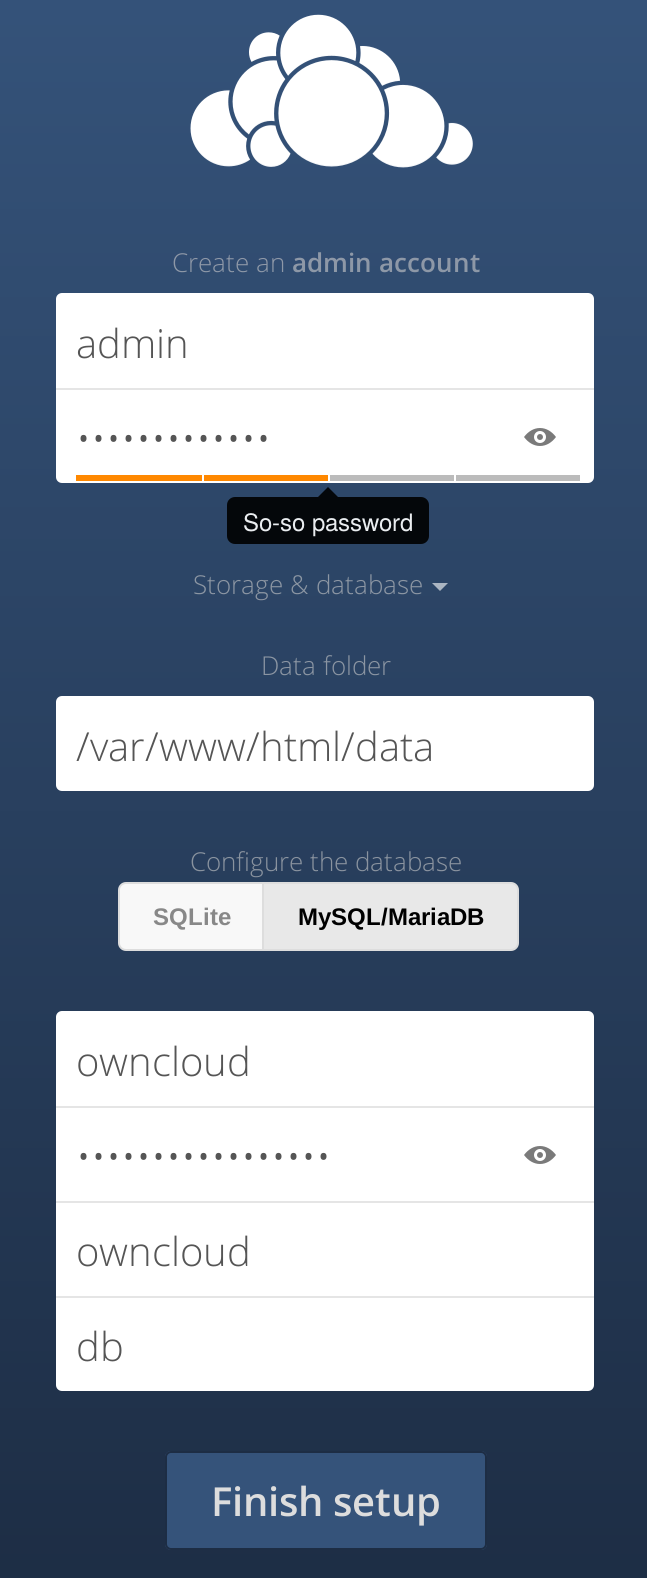 Create an admin account
admin
•••••••••••••
So-so password
Storage & database
Data folder
/var/www/html/data
Configure the database
SQLite MySQL/MariaDB
owncloud
•••••••••••••••••
owncloud
db
Finish setup